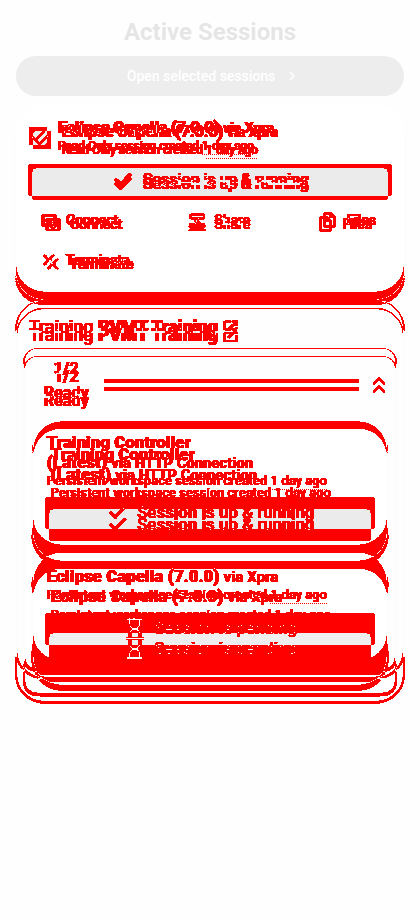 Active Sessions
Open selected sessions
Eclipse Capella (7.0.0) via Xpra
Read-Only session created 1 day ago
Session is up & running
Connect Share Files
Terminate
Training PVMT Training
1/2
Ready
Training Controller
(Latest) via HTTP Connection
Persistent workspace session created 1 day ago
Session is up & running
Eclipse Capella (7.0.0) via Xpra
Persistent workspace session created 1 day ago